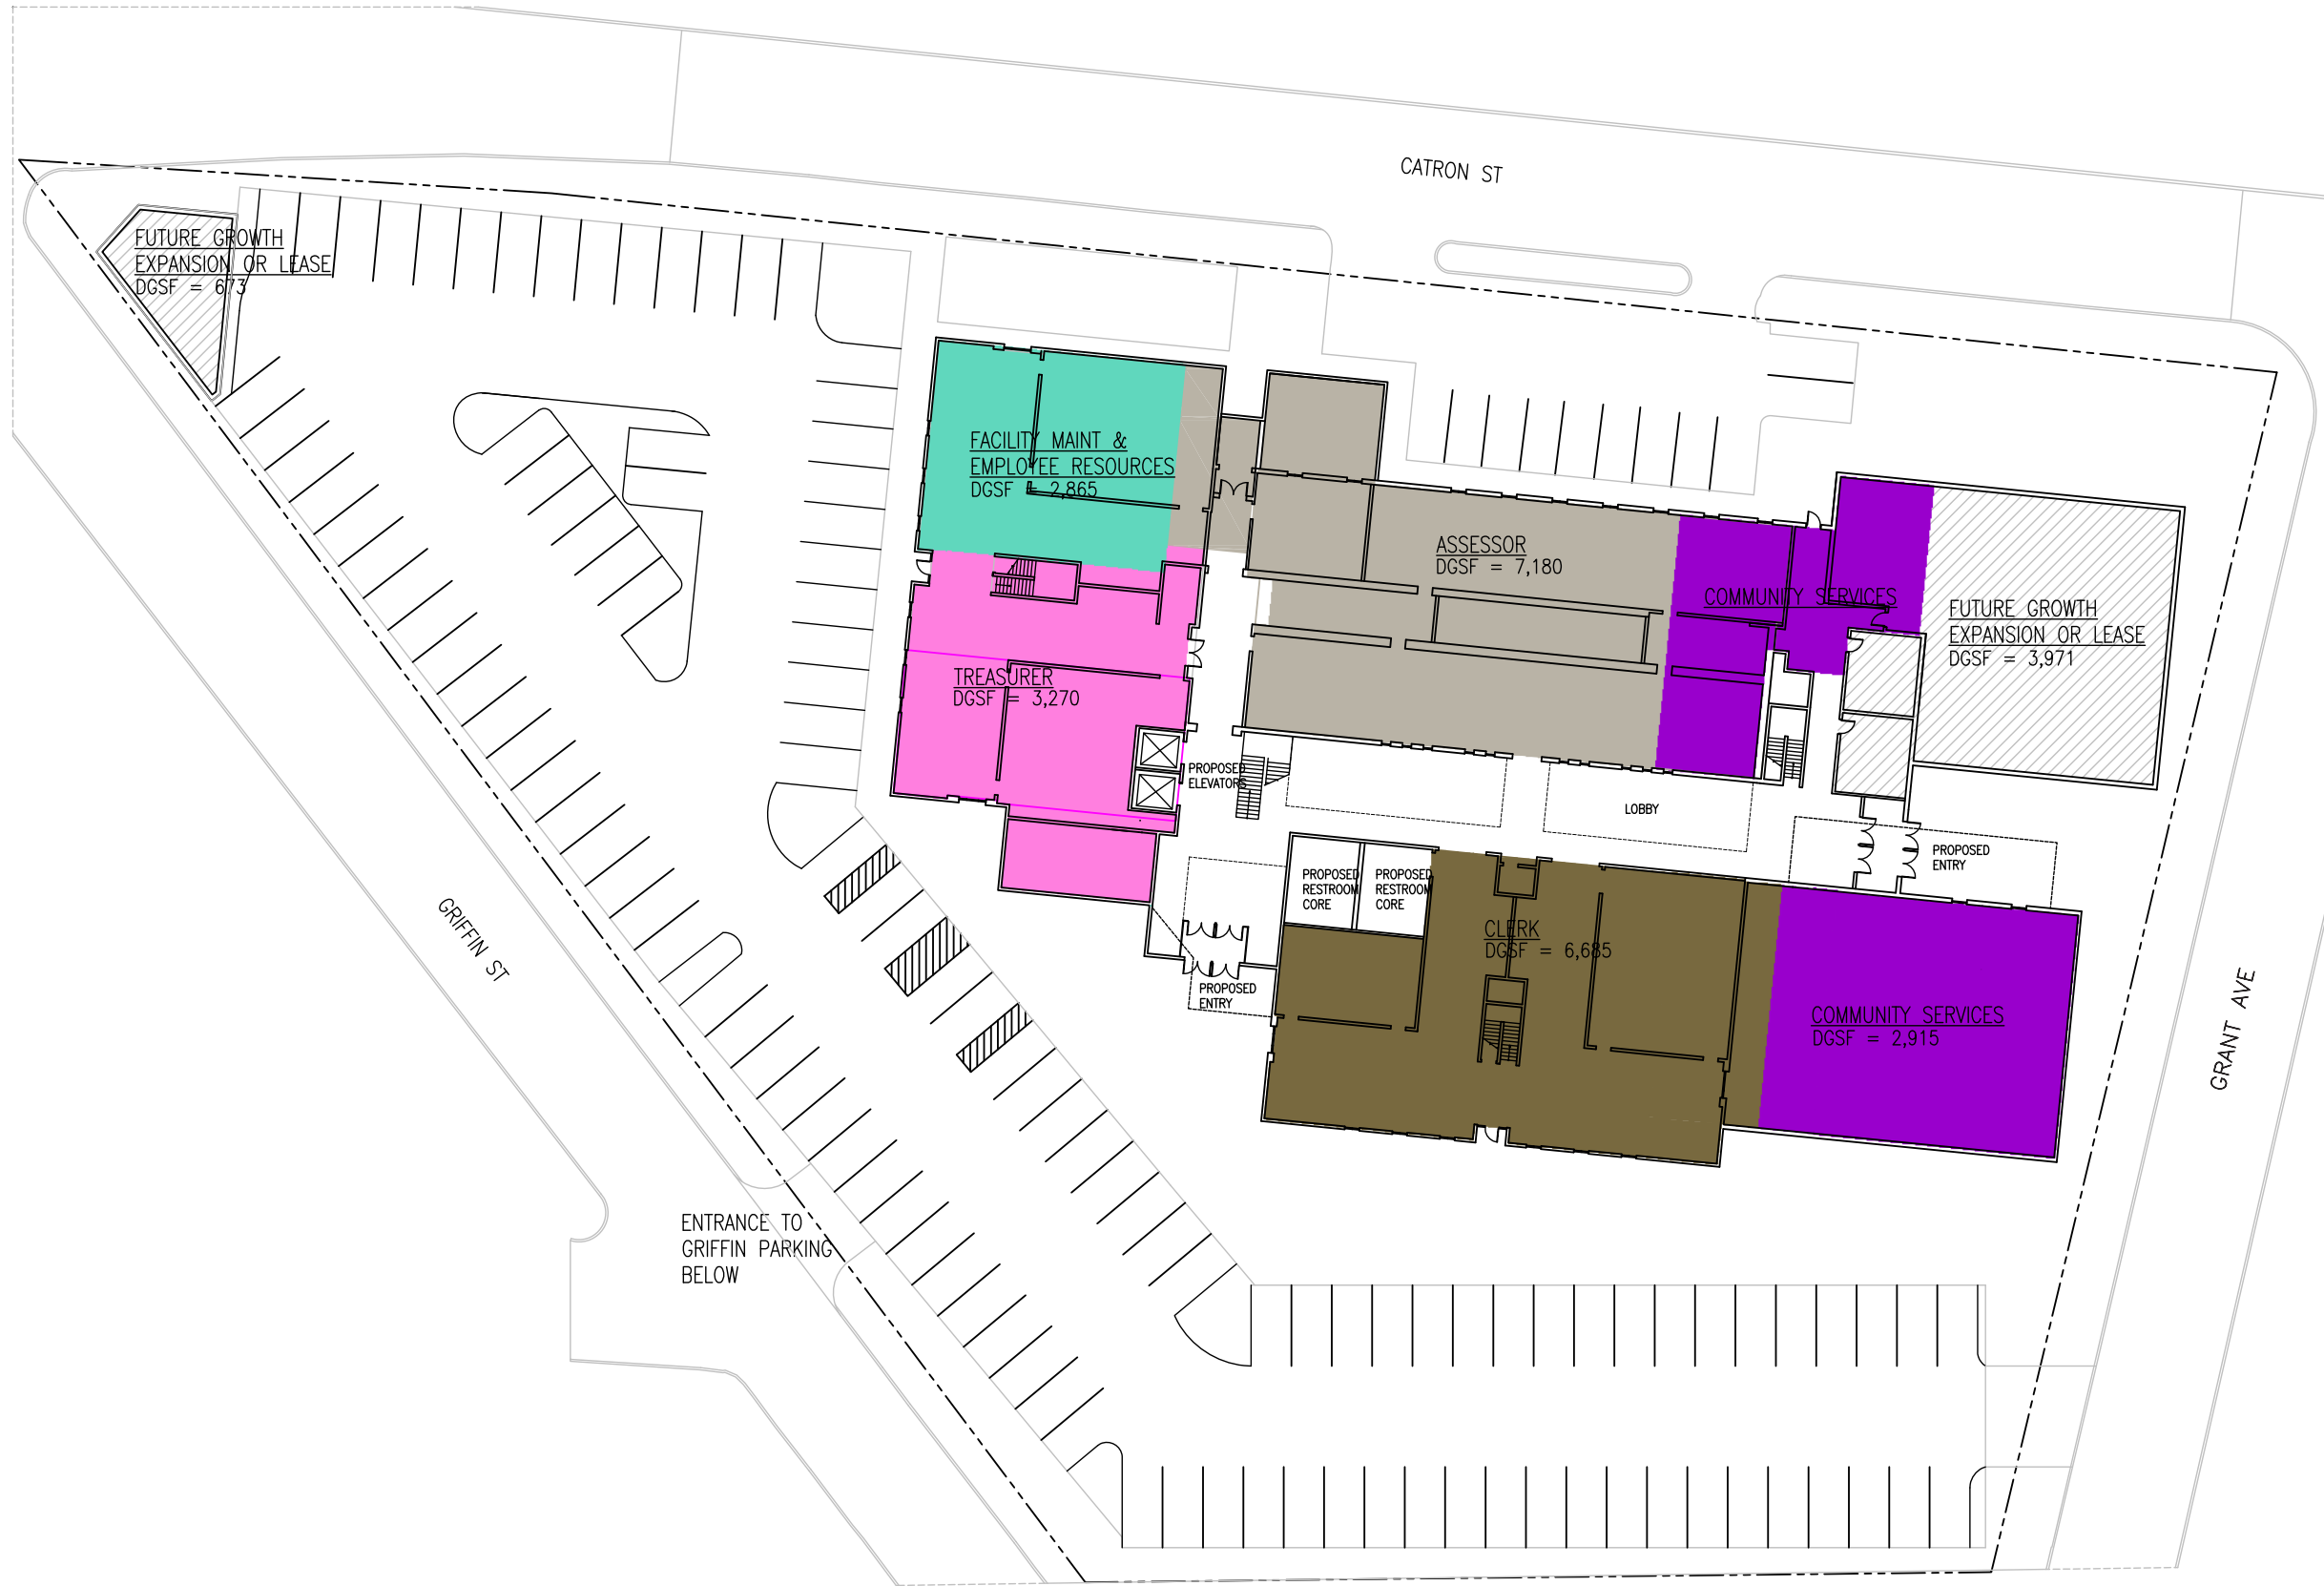 CATRON ST
FUTURE GROWTH
EXPANSION OR LEASE
DGSF = 673
FACILITY MAINT &
EMPLOYEE RESOURCES
DGSF = 2,865
ASSESSOR
DGSF = 7,180
COMMUNITY SERVICES
FUTURE GROWTH
EXPANSION OR LEASE
DGSF = 3,971
TREASURER
DGSF = 3,270
PROPOSED
ELEVATORS
LOBBY
PROPOSED
ENTRY
PROPOSED
RESTROOM
CORE
PROPOSED
RESTROOM
CORE
CLERK
DGSF = 6,685
PROPOSED
ENTRY
COMMUNITY SERVICES
DGSF = 2,915
GRIFFIN ST
GRANT AVE
ENTRANCE TO
GRIFFIN PARKING
BELOW